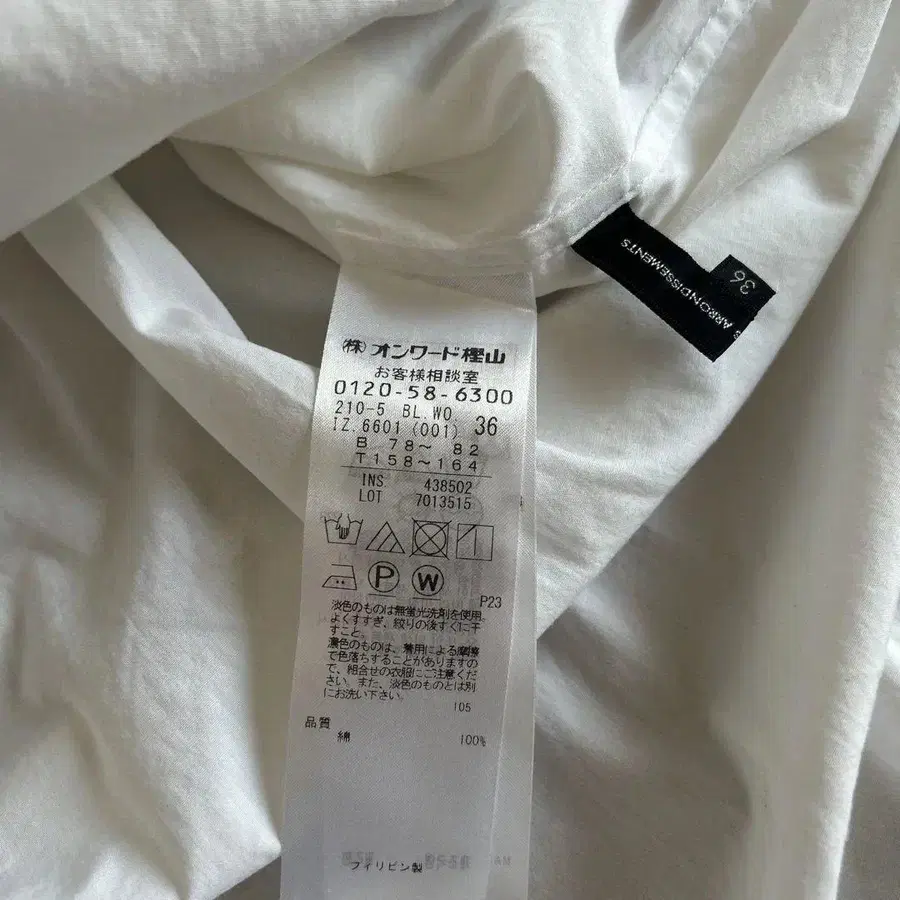 36
S ARRONDISSEMENTS
(株)オンワード樫山
お客様相談室
0120-58-6300
210-5 BL.WO
IZ.6601 (001) 36
B 78～ 82
T 158～164
INS 438502
LOT 7013515
P W
P23
淡色のものは無蛍光洗剤を使用。
よくすすぎ、絞りの後すぐに干
すこと。
濃色のものは、着用による摩擦
で色落ちすることがありますの
で、組合せの衣服にご注意くだ
さい。また、淡色のものとは別
にお洗い下さい。
105
品質
綿 100%
フィリピン製